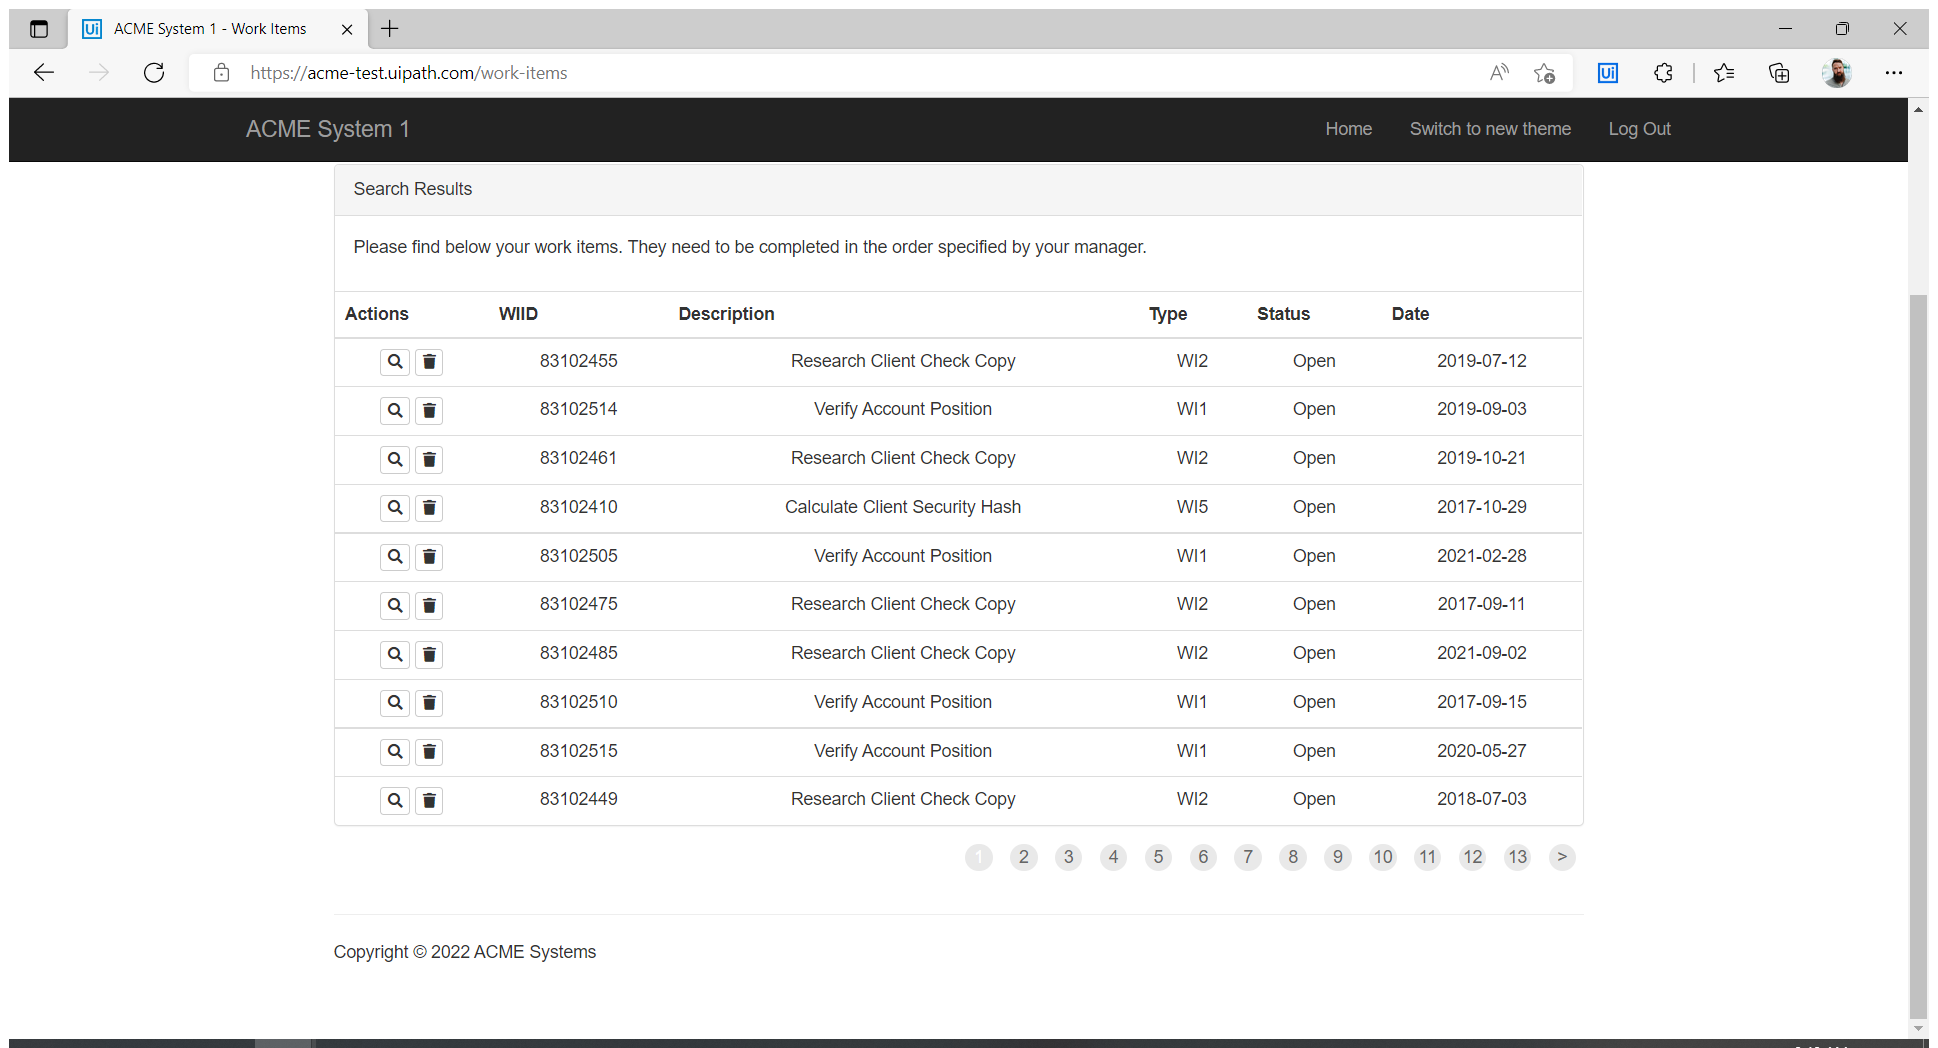 Ui ACME System 1 - Work Items
https://acme-test.uipath.com/work-items
Ui
ACME System 1 Home Switch to new theme Log Out
Search Results
Please find below your work items. They need to be completed in the order specified by your manager.
Actions WIID Description Type Status Date
83102455 Research Client Check Copy WI2 Open 2019-07-12
83102514 Verify Account Position WI1 Open 2019-09-03
83102461 Research Client Check Copy WI2 Open 2019-10-21
83102410 Calculate Client Security Hash WI5 Open 2017-10-29
83102505 Verify Account Position WI1 Open 2021-02-28
83102475 Research Client Check Copy WI2 Open 2017-09-11
83102485 Research Client Check Copy WI2 Open 2021-09-02
83102510 Verify Account Position WI1 Open 2017-09-15
83102515 Verify Account Position WI1 Open 2020-05-27
83102449 Research Client Check Copy WI2 Open 2018-07-03
1 2 3 4 5 6 7 8 9 10 11 12 13 >
Copyright © 2022 ACME Systems